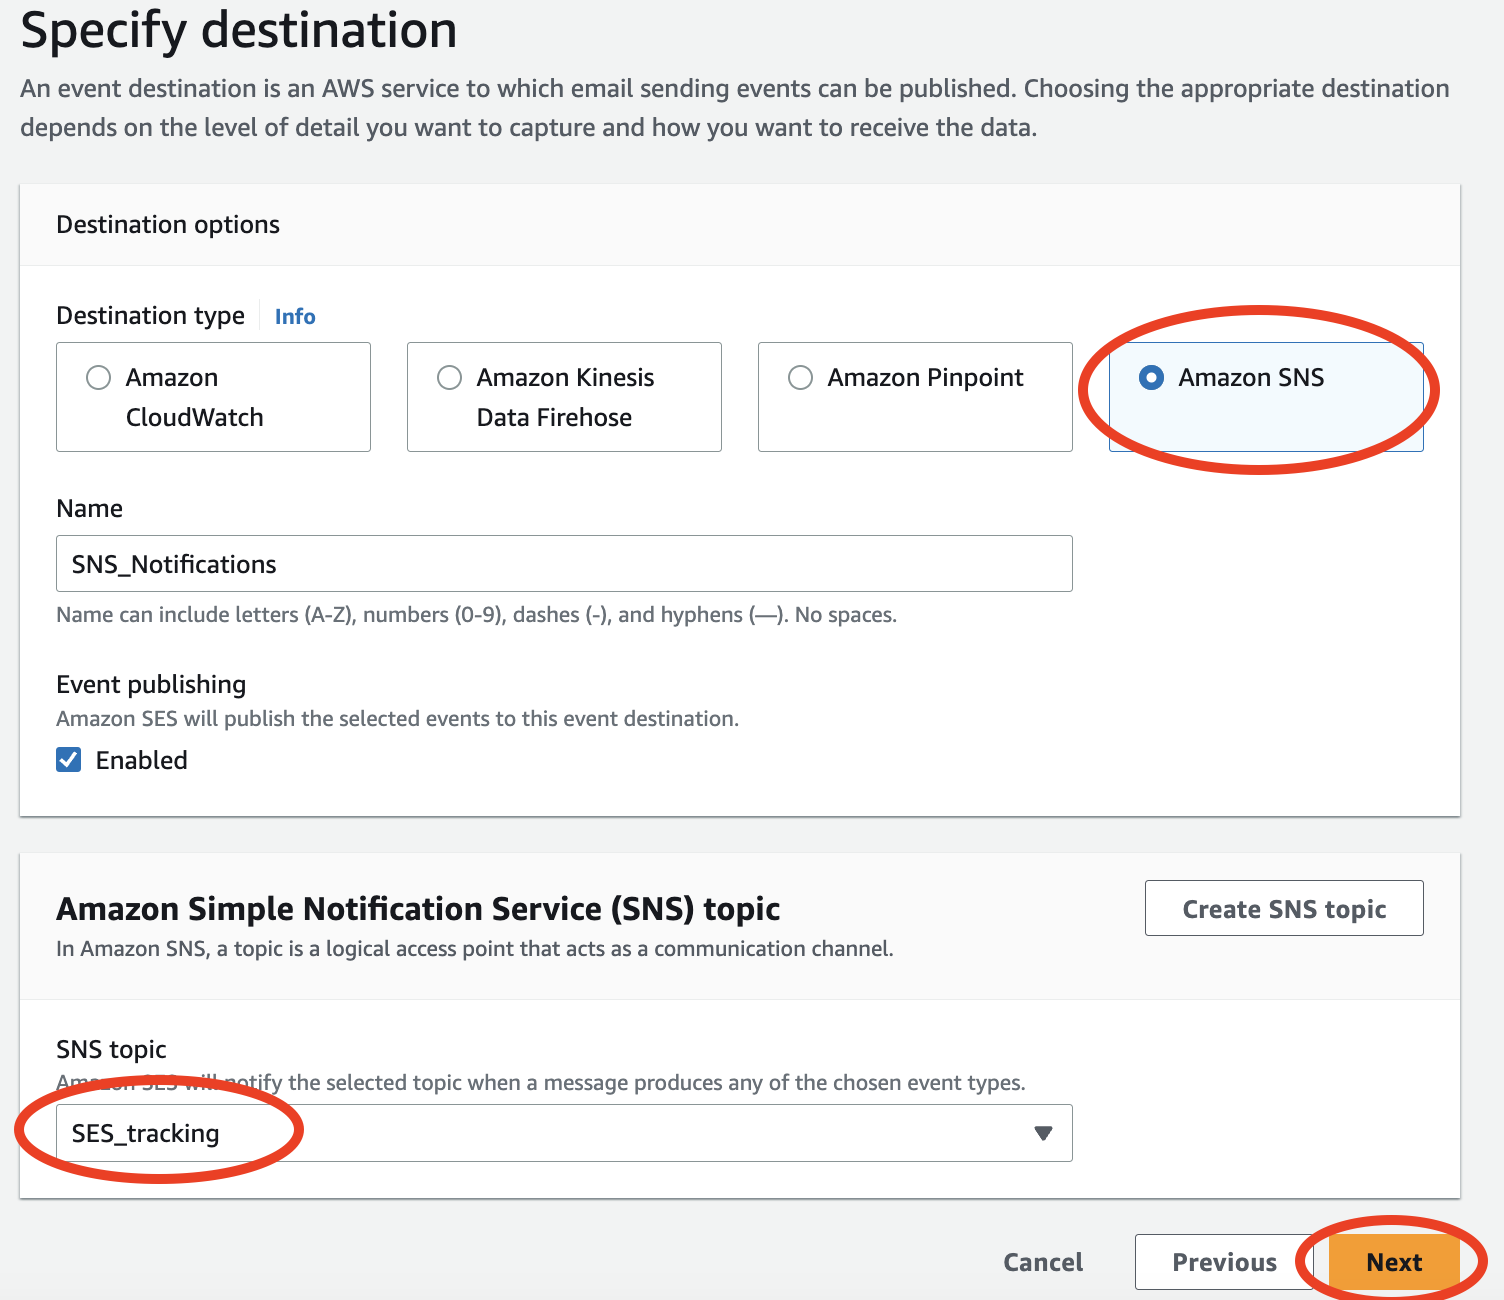 Specify destination
An event destination is an AWS service to which email sending events can be published. Choosing the appropriate destination
depends on the level of detail you want to capture and how you want to receive the data.
Destination options
Destination type
Info
Amazon
CloudWatch
Amazon Kinesis
Data Firehose
Amazon Pinpoint
Amazon SNS
Name
SNS_Notifications
Name can include letters (A-Z), numbers (0-9), dashes (-), and hyphens (—). No spaces.
Event publishing
Amazon SES will publish the selected events to this event destination.
Enabled
Amazon Simple Notification Service (SNS) topic
In Amazon SNS, a topic is a logical access point that acts as a communication channel.
Create SNS topic
SNS topic
Amazon SES will notify the selected topic when a message produces any of the chosen event types.
SES_tracking
Cancel
Previous
Next